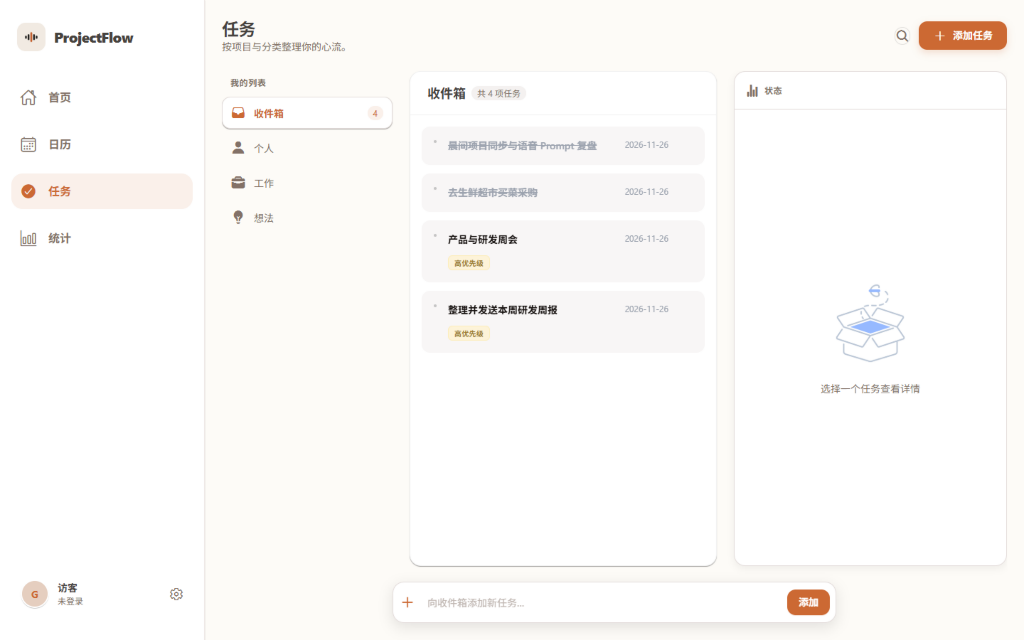 ProjectFlow
首页
日历
任务
统计
G
访客
未登录
任务
按项目与分类整理你的心流。
添加任务
我的列表
收件箱 4
个人
工作
想法
收件箱 共 4 项任务
晨间项目同步与语音 Prompt 复盘 2026-11-26
去生鲜超市买菜采购 2026-11-26
产品与研发周会 2026-11-26
高优先级
整理并发送本周研发周报 2026-11-26
高优先级
状态
选择一个任务查看详情
向收件箱添加新任务...
添加